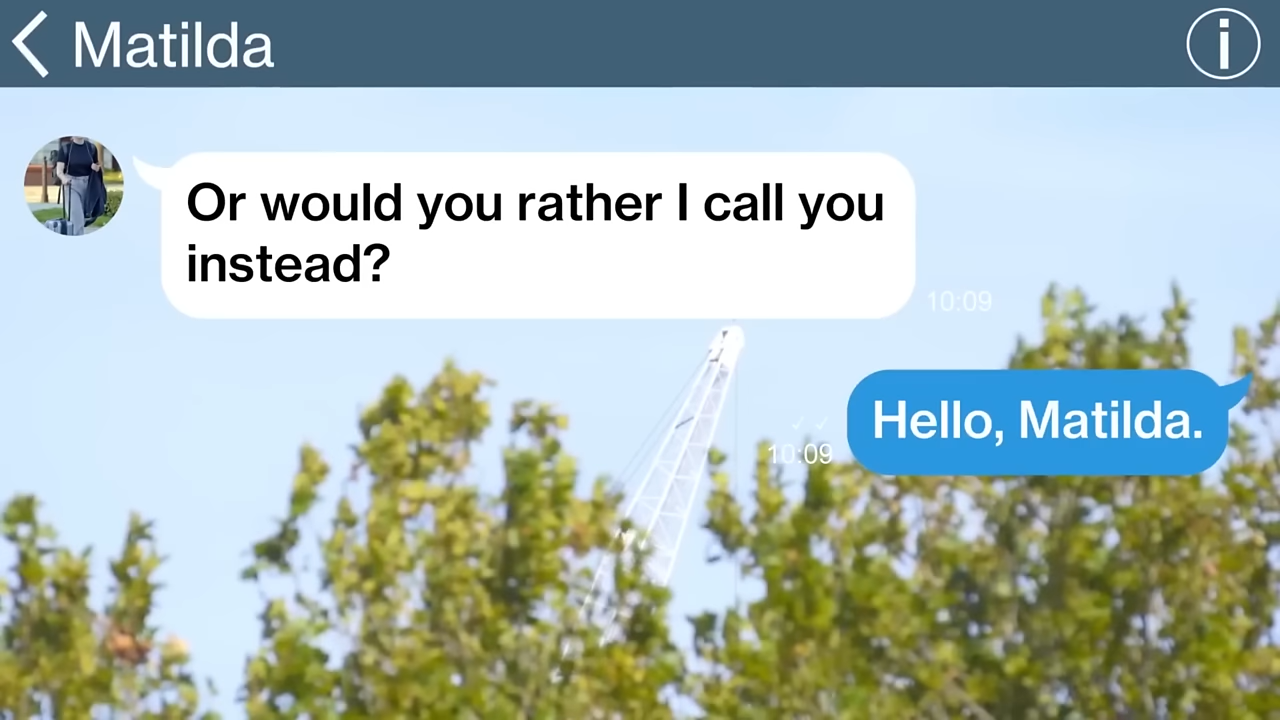 Matilda
Or would you rather I call you
instead?
10:09
Hello, Matilda.
10:09